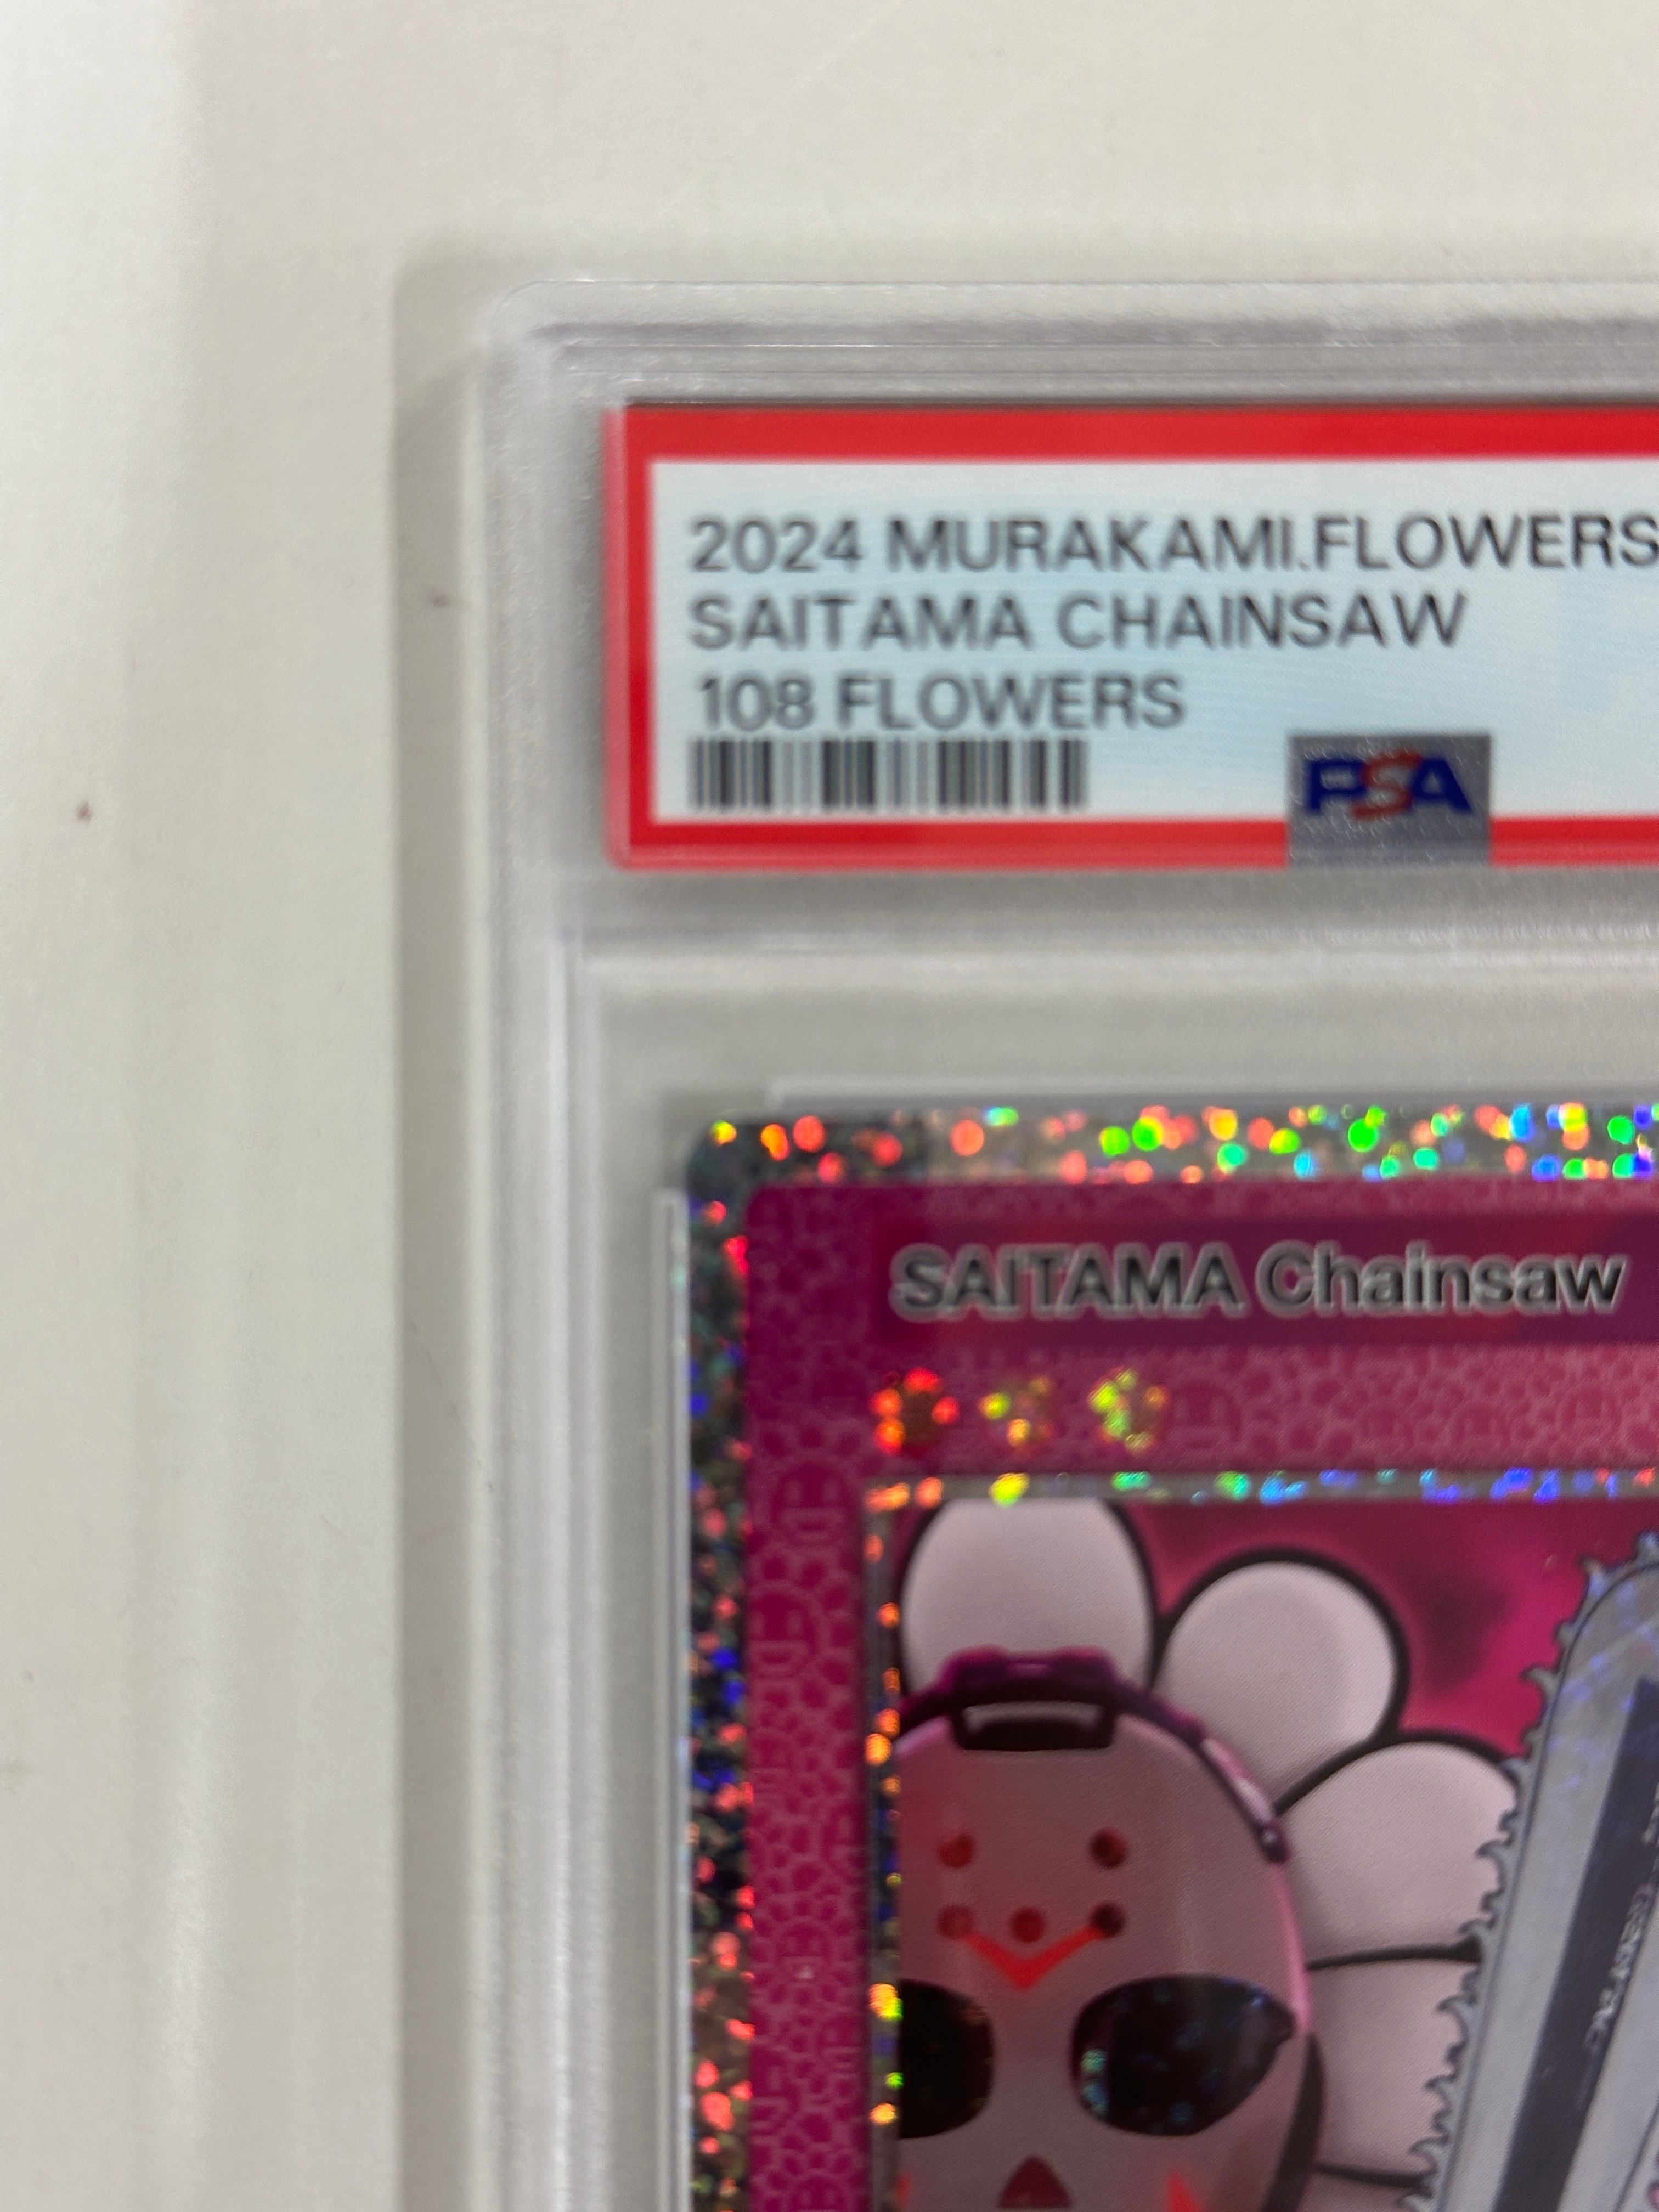 2024 MURAKAMI.FLOWERS
SAITAMA CHAINSAW
108 FLOWERS
PSA
SAITAMA Chainsaw